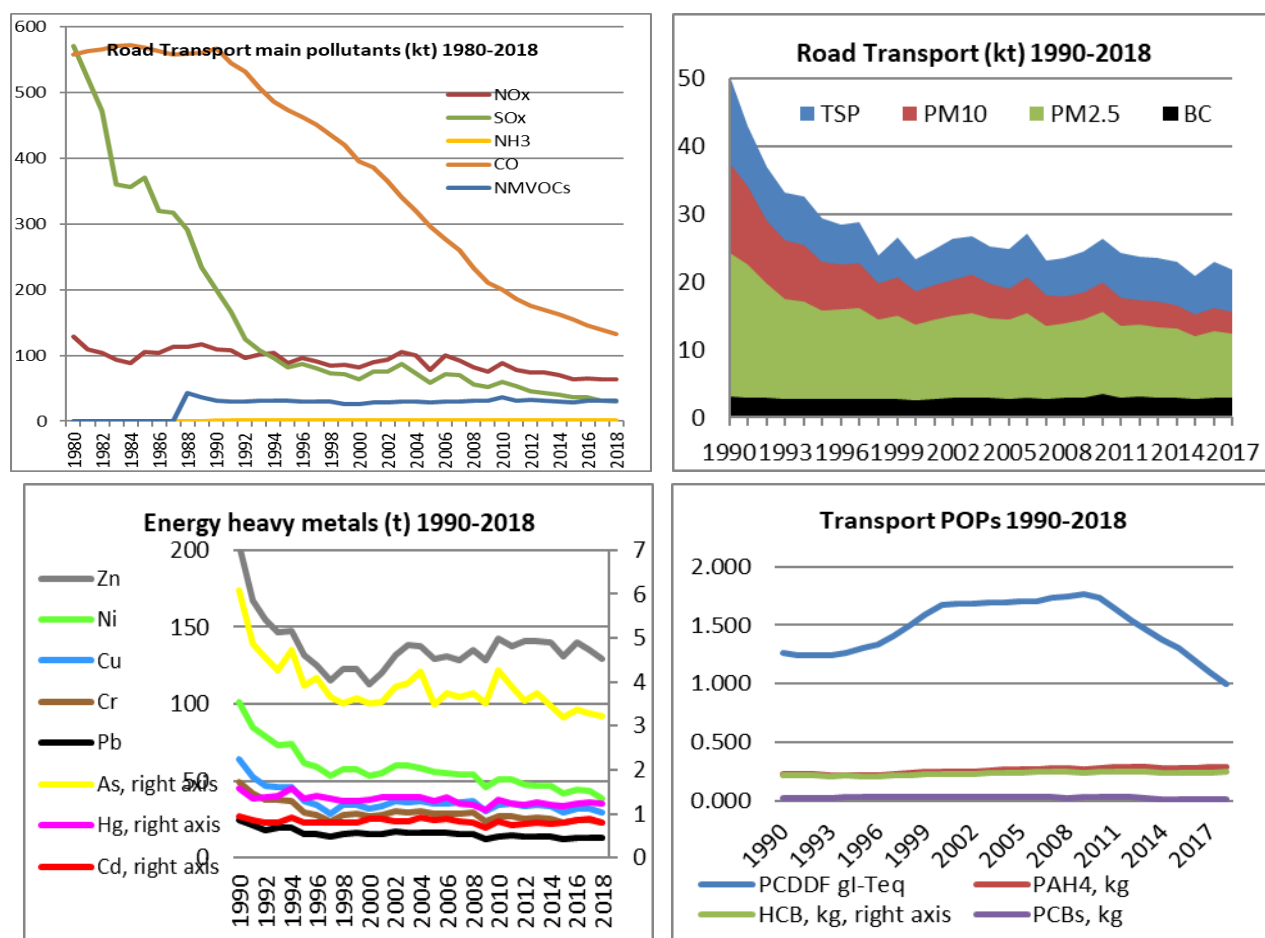 Road Transport main pollutants (kt) 1980-2018
600
500
400
300
200
100
0
NOx
SOx
NH3
CO
NMVOCs
1980 1982 1984 1986 1988 1990 1992 1994 1996 1998 2000 2002 2004 2006 2008 2010 2012 2014 2016 2018
Road Transport (kt) 1990-2018
50
40
30
20
10
0
TSP PM10 PM2.5 BC
1990 1993 1996 1999 2002 2005 2008 2011 2014 2017
Energy heavy metals (t) 1990-2018
200
150
100
50
0
7
6
5
4
3
2
1
0
Zn
Ni
Cu
Cr
Pb
As, right axis
Hg, right axis
Cd, right axis
1990 1992 1994 1996 1998 2000 2002 2004 2006 2008 2010 2012 2014 2016 2018
Transport POPs 1990-2018
2.000
1.500
1.000
0.500
0.000
1990 1993 1996 1999 2002 2005 2008 2011 2014 2017
PCDDF gI-Teq PAH4, kg
HCB, kg, right axis PCBs, kg